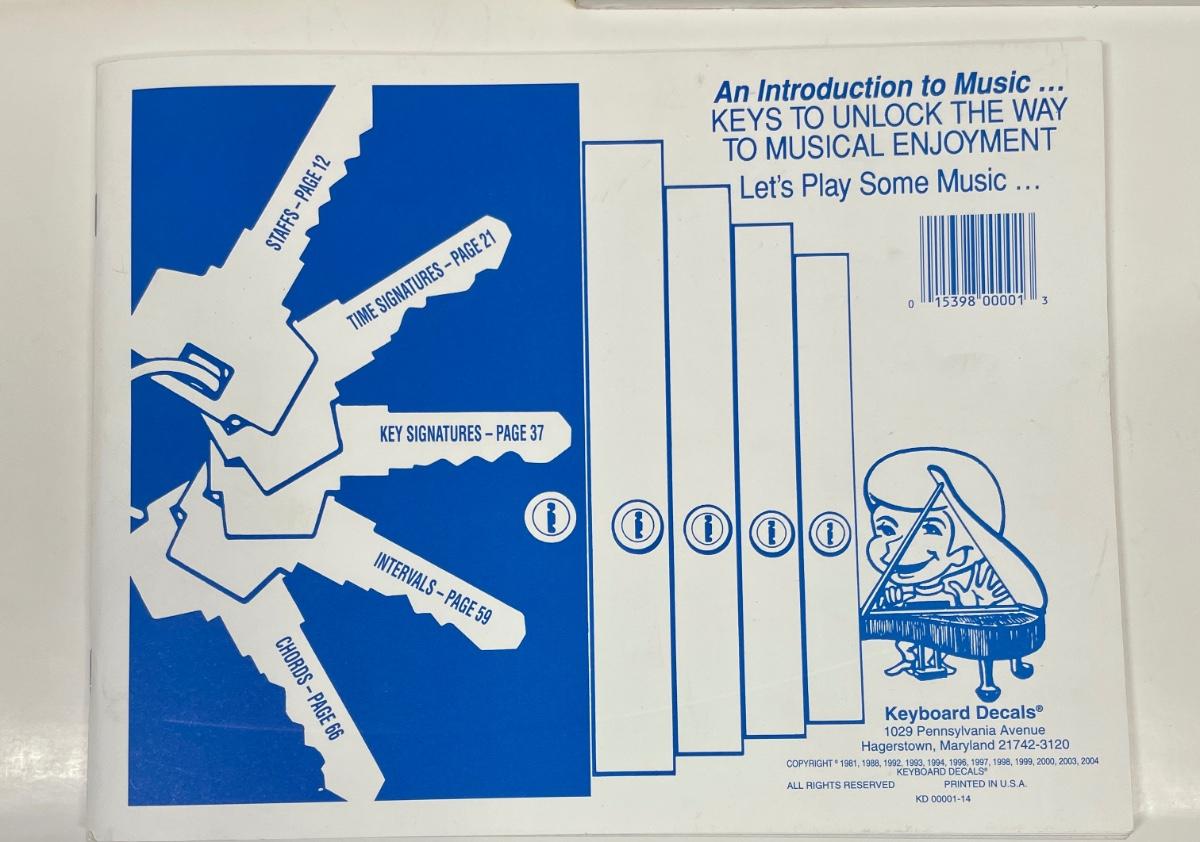 STAFFS – PAGE 12
TIME SIGNATURES – PAGE 21
KEY SIGNATURES – PAGE 37
INTERVALS – PAGE 59
CHORDS – PAGE 66
An Introduction to Music ...
KEYS TO UNLOCK THE WAY
TO MUSICAL ENJOYMENT
Let's Play Some Music ...
0 15398 00001 3
Keyboard Decals®
1029 Pennsylvania Avenue
Hagerstown, Maryland 21742-3120
COPYRIGHT © 1981, 1988, 1992, 1993, 1994, 1996, 1997, 1998, 1999, 2000, 2003, 2004
KEYBOARD DECALS®
ALL RIGHTS RESERVED PRINTED IN U.S.A.
KD 00001-14